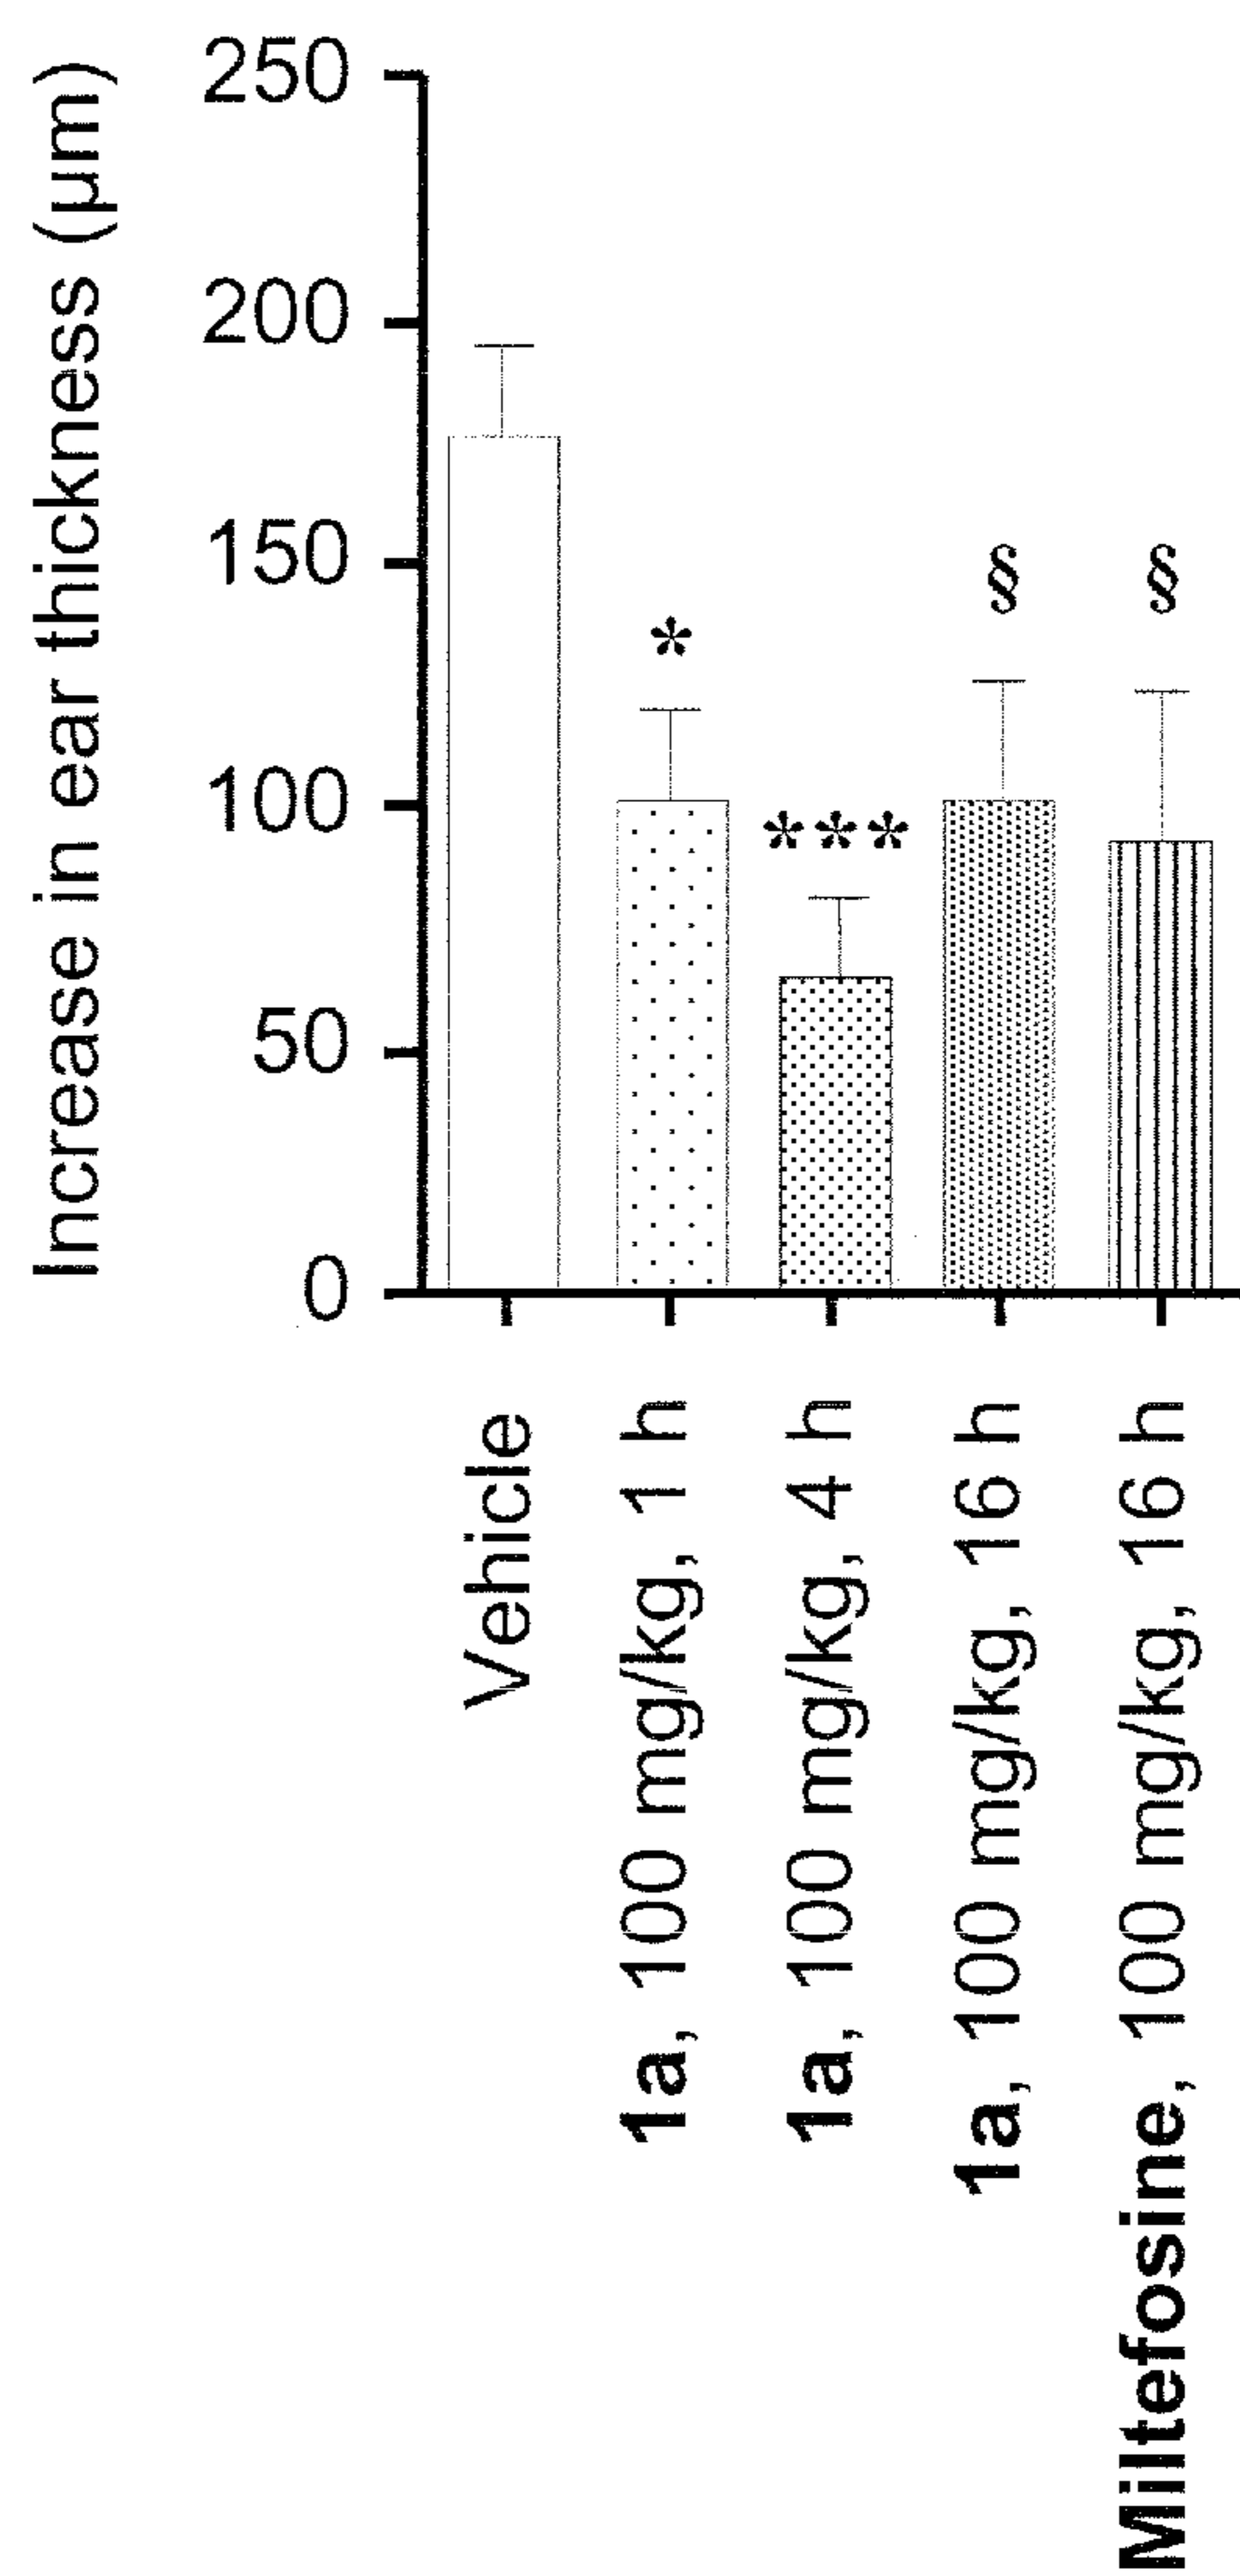 Increase in ear thickness (µm)
250
200
150
100
50
0
*
***
§
§
Vehicle
1a, 100 mg/kg, 1 h
1a, 100 mg/kg, 4 h
1a, 100 mg/kg, 16 h
Miltefosine, 100 mg/kg, 16 h